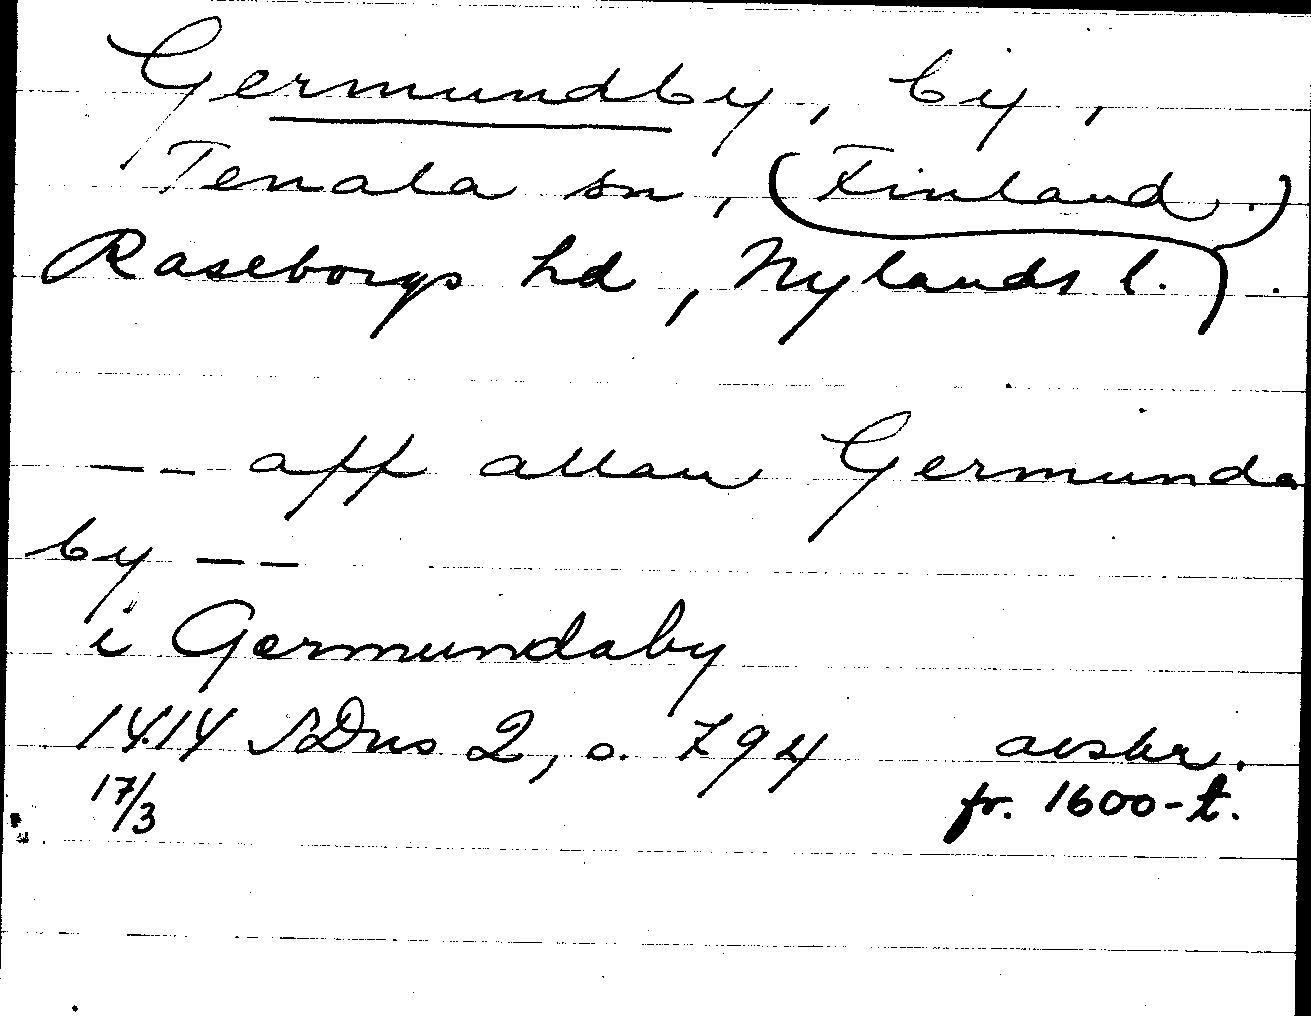 Germundby, by,
Tenala sn, (Finland.)
Raseborgs hd, Nylands l.).
-- aff allan Germunda
by --
i Germundaby
1414 SDns 2, s. 794 avskr.
17/3 fr. 1600-t.